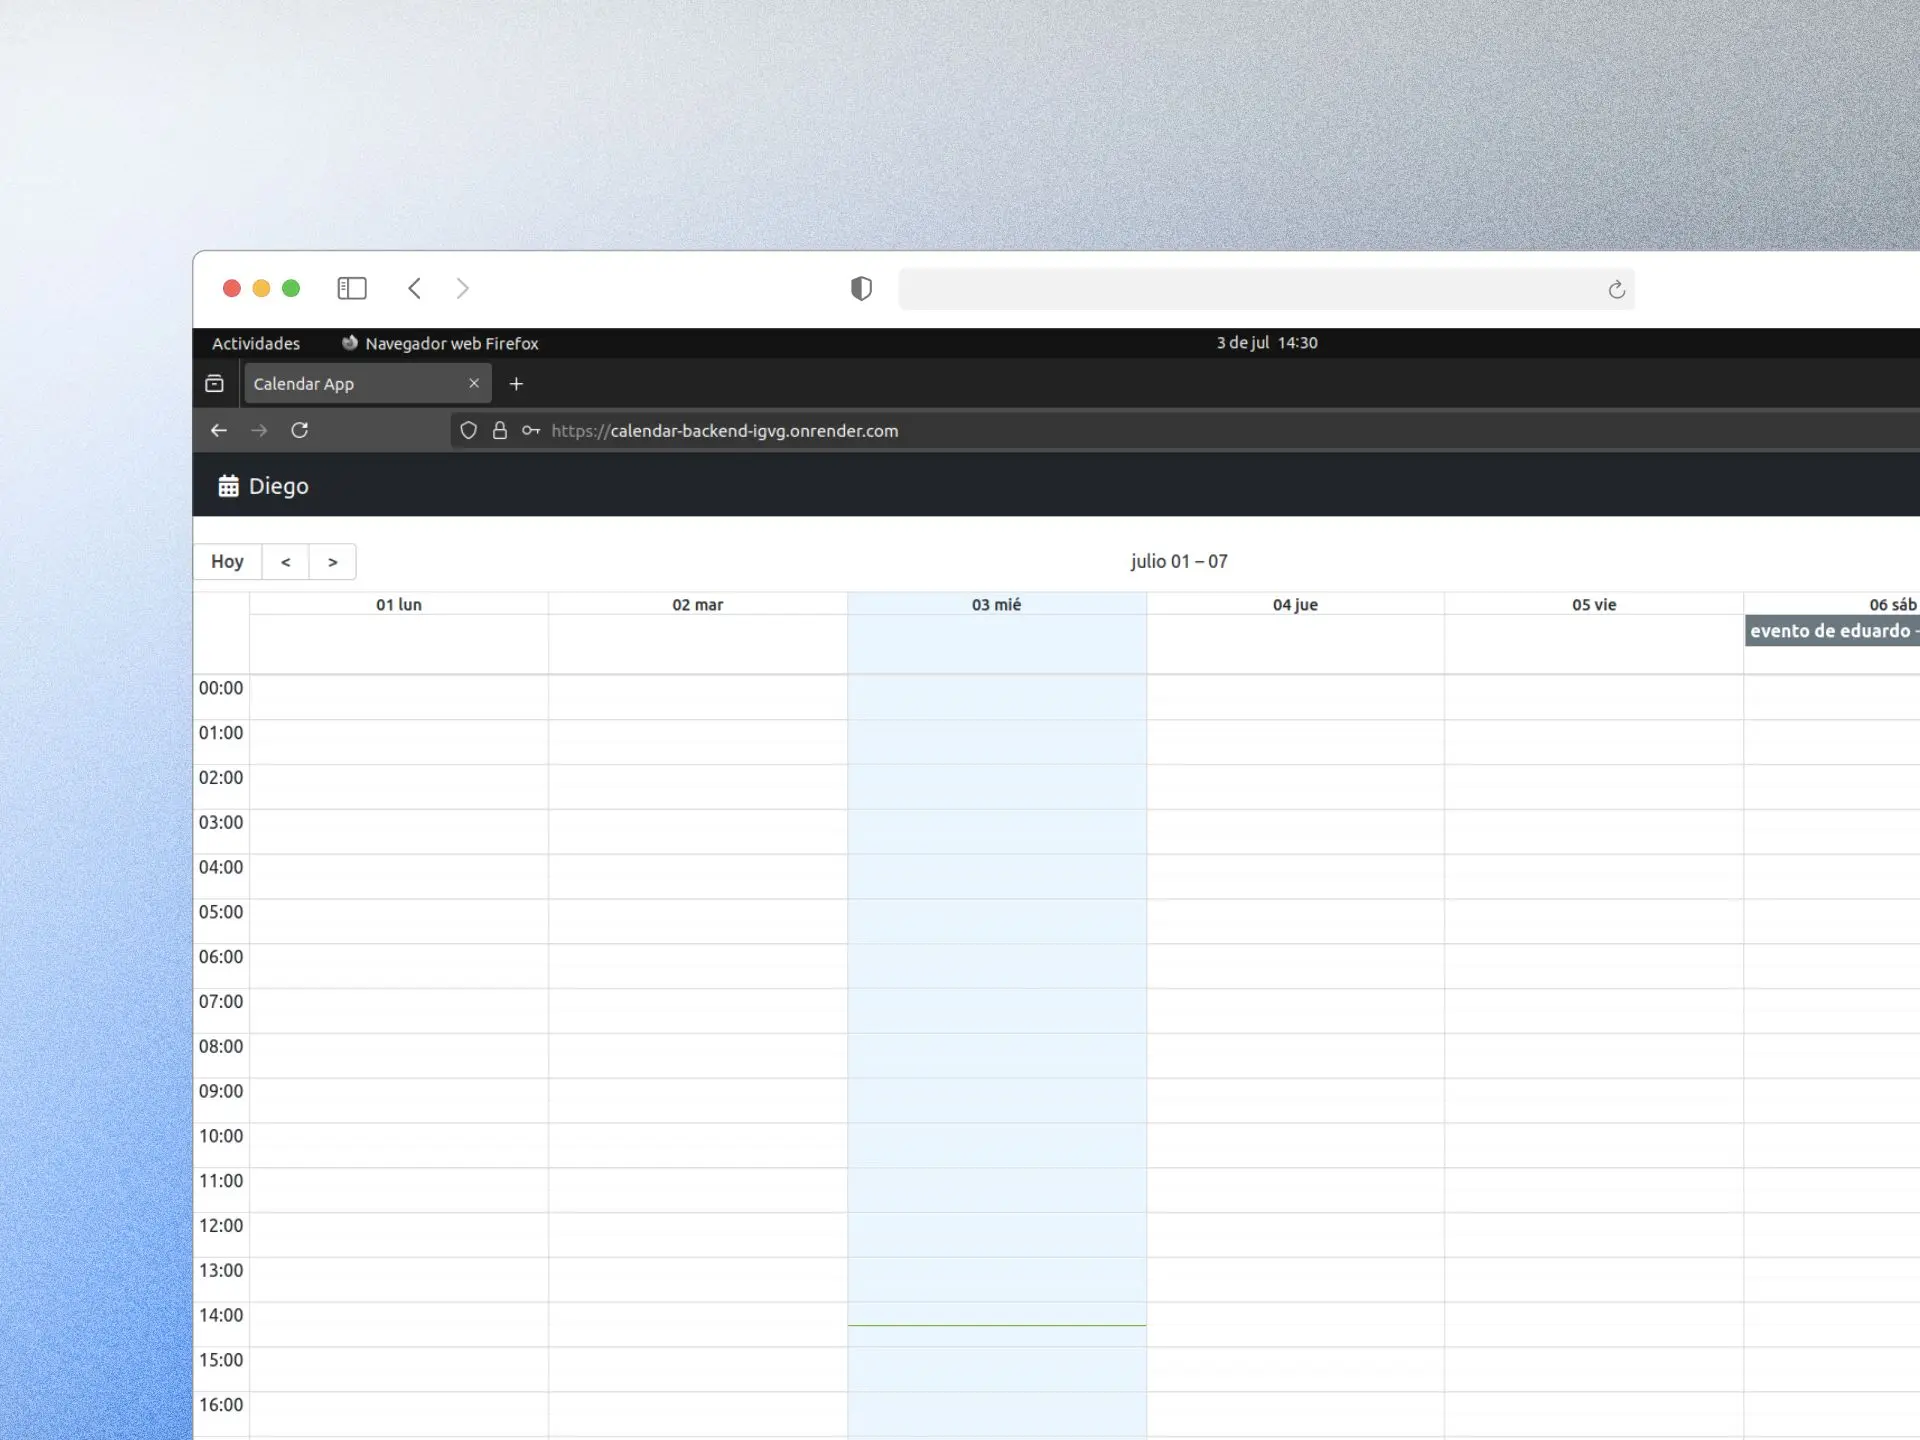 Actividades Navegador web Firefox 3 de jul 14:30
Calendar App
https://calendar-backend-igvg.onrender.com
Diego
Hoy < > julio 01 – 07
01 lun 02 mar 03 mié 04 jue 05 vie 06 sáb
evento de eduardo -
00:00
01:00
02:00
03:00
04:00
05:00
06:00
07:00
08:00
09:00
10:00
11:00
12:00
13:00
14:00
15:00
16:00